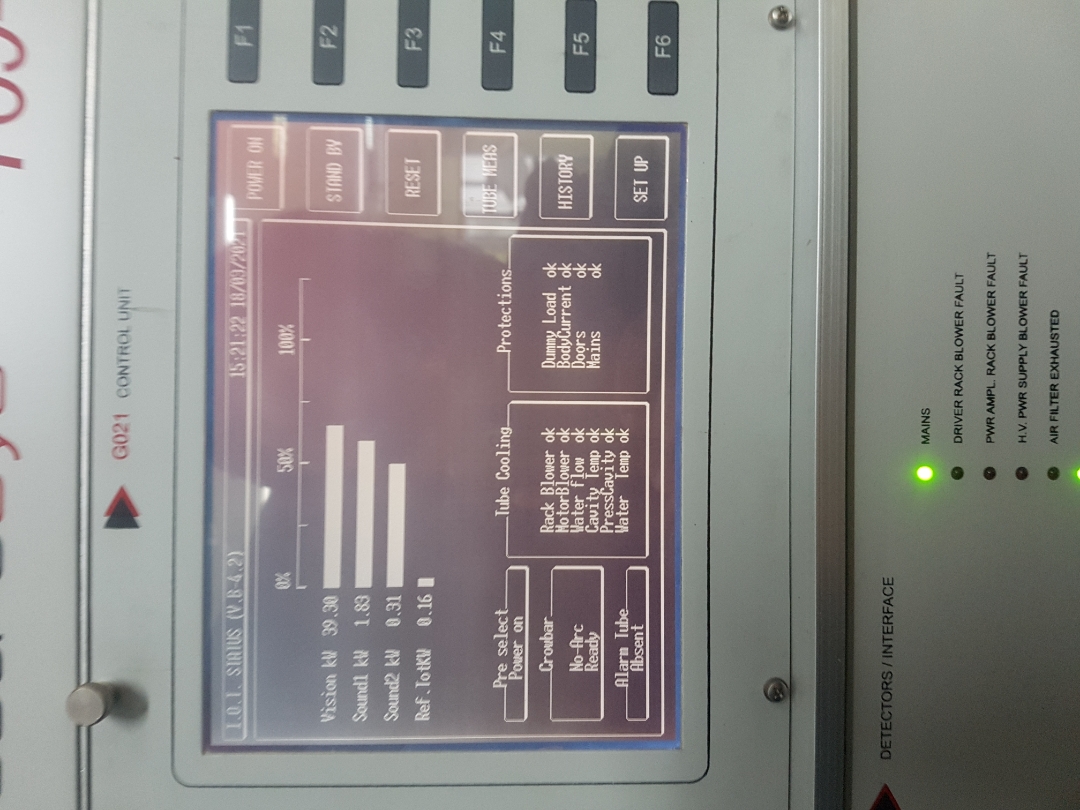 G021 CONTROL UNIT
I.O.T. STATUS (V.B-4.2) 15:21:22 18/03/2021
0% 50% 100%
Vision kW 39.30
Sound1 kW 1.83
Sound2 kW 0.31
Ref.TotKW 0.16
Pre select
Power on
Crowbar
No-Arc
Ready
Alarm Tube
Absent
Tube Cooling
Rack Blower ok
MotorBlower ok
Water flow ok
Cavity Temp ok
PressCavity ok
Water Temp ok
Protections
Dummy Load ok
BodyCurrent ok
Doors ok
Mains ok
POWER ON
STAND BY
RESET
TUBE MEAS
HISTORY
SET UP
F1
F2
F3
F4
F5
F6
DETECTORS / INTERFACE
MAINS
DRIVER RACK BLOWER FAULT
PWR AMPL. RACK BLOWER FAULT
H.V. PWR SUPPLY BLOWER FAULT
AIR FILTER EXHAUSTED